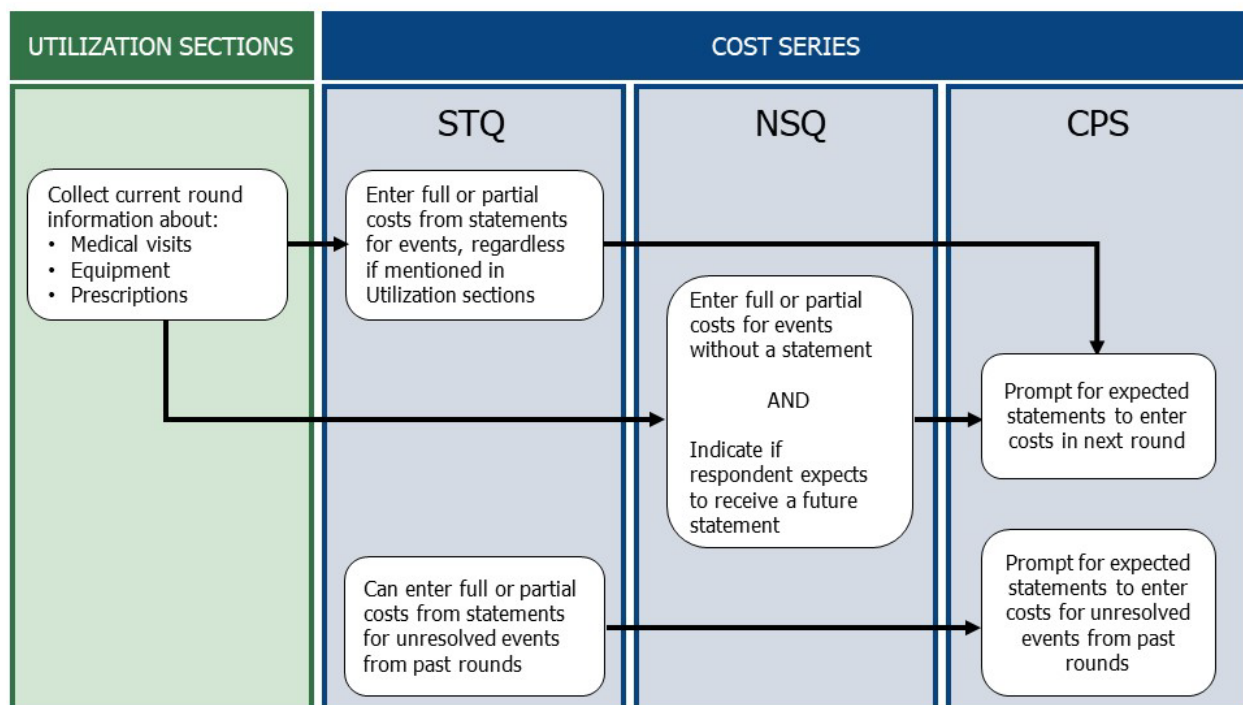 UTILIZATION SECTIONS
COST SERIES
STQ
NSQ
CPS
Collect current round
information about:
• Medical visits
• Equipment
• Prescriptions
Enter full or partial
costs from statements
for events, regardless
if mentioned in
Utilization sections
Enter full or partial
costs for events
without a statement
AND
Indicate if
respondent expects
to receive a future
statement
Prompt for expected
statements to enter
costs in next round
Can enter full or partial
costs from statements
for unresolved events
from past rounds
Prompt for expected
statements to enter
costs for unresolved
events from past
rounds